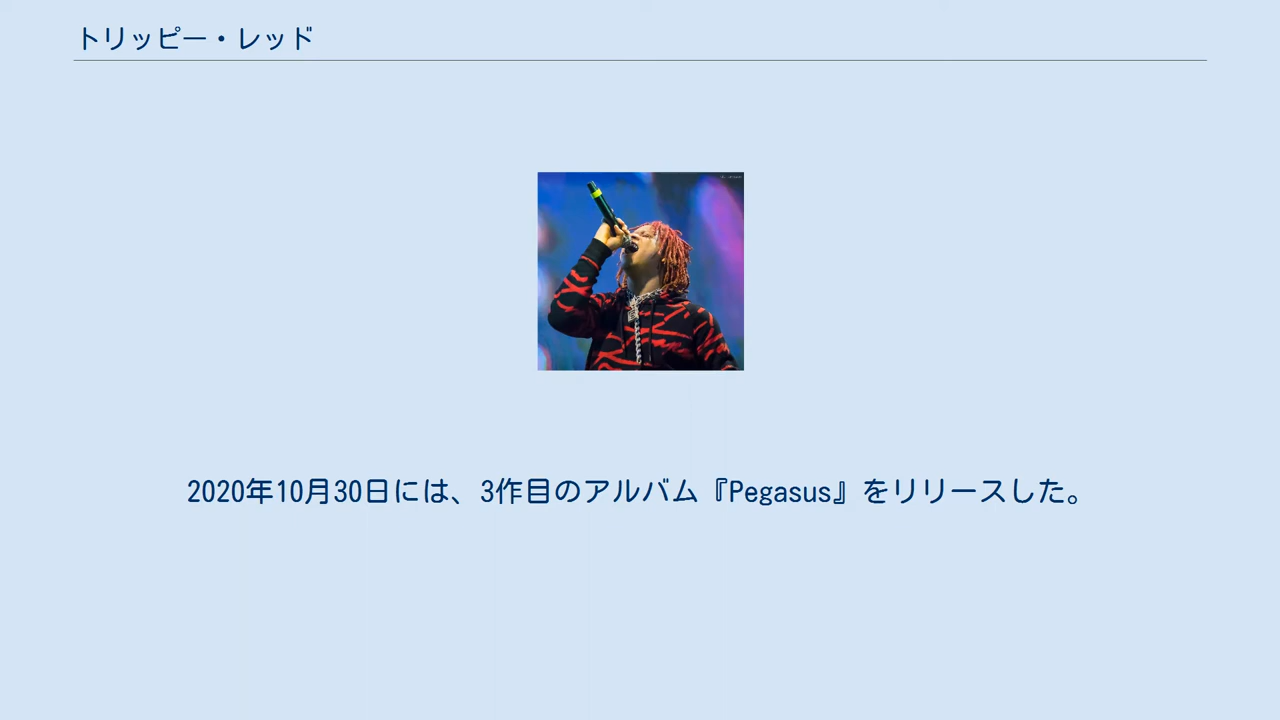 トリッピー・レッド
2020年10月30日には、3作目のアルバム『Pegasus』をリリースした。